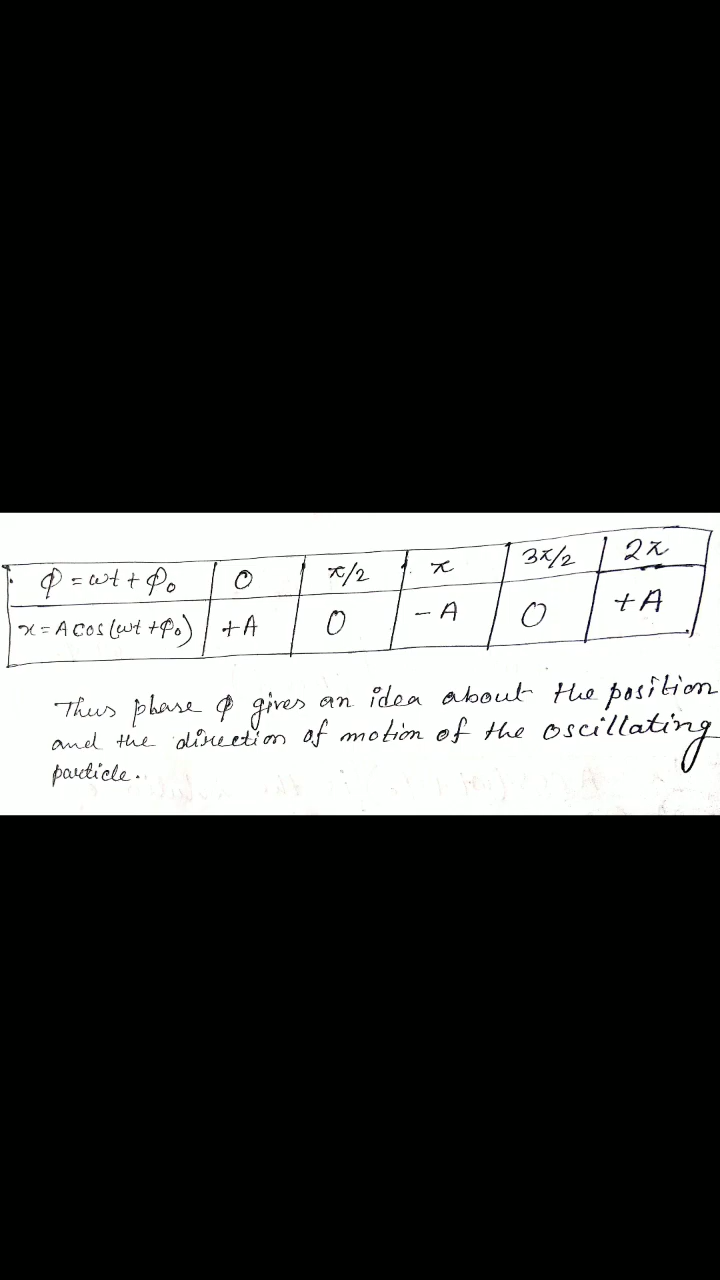 φ = ωt + φ₀ 0 π/2 π 3π/2 2π
x = A cos (ωt + φ₀) +A 0 -A 0 +A
Thus phase φ gives an idea about the position
and the direction of motion of the oscillating
particle.